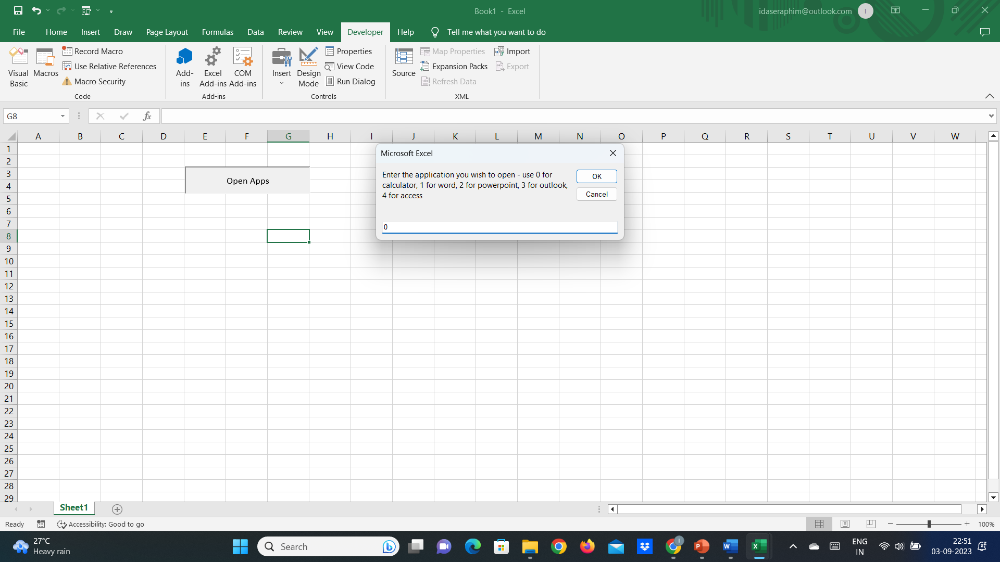 Book1 - Excel
idaseraphim@outlook.com
I
File Home Insert Draw Page Layout Formulas Data Review View Developer Help Tell me what you want to do
Visual Basic
Macros
Record Macro
Use Relative References
Macro Security
Code
Add-ins
Excel Add-ins
COM Add-ins
Add-ins
Insert
Design Mode
Properties
View Code
Run Dialog
Controls
Source
Map Properties
Expansion Packs
Refresh Data
Import
Export
XML
G8
fx
A B C D E F G H I J K L M N O P Q R S T U V W
1
2
3
4
5
6
7
8
9
10
11
12
13
14
15
16
17
18
19
20
21
22
23
24
25
26
27
28
29
Open Apps
Microsoft Excel
Enter the application you wish to open - use 0 for
calculator, 1 for word, 2 for powerpoint, 3 for outlook,
4 for access
OK
Cancel
0
Sheet1
Ready
Accessibility: Good to go
100%
27°C
Heavy rain
Search
ENG
IN
22:51
03-09-2023